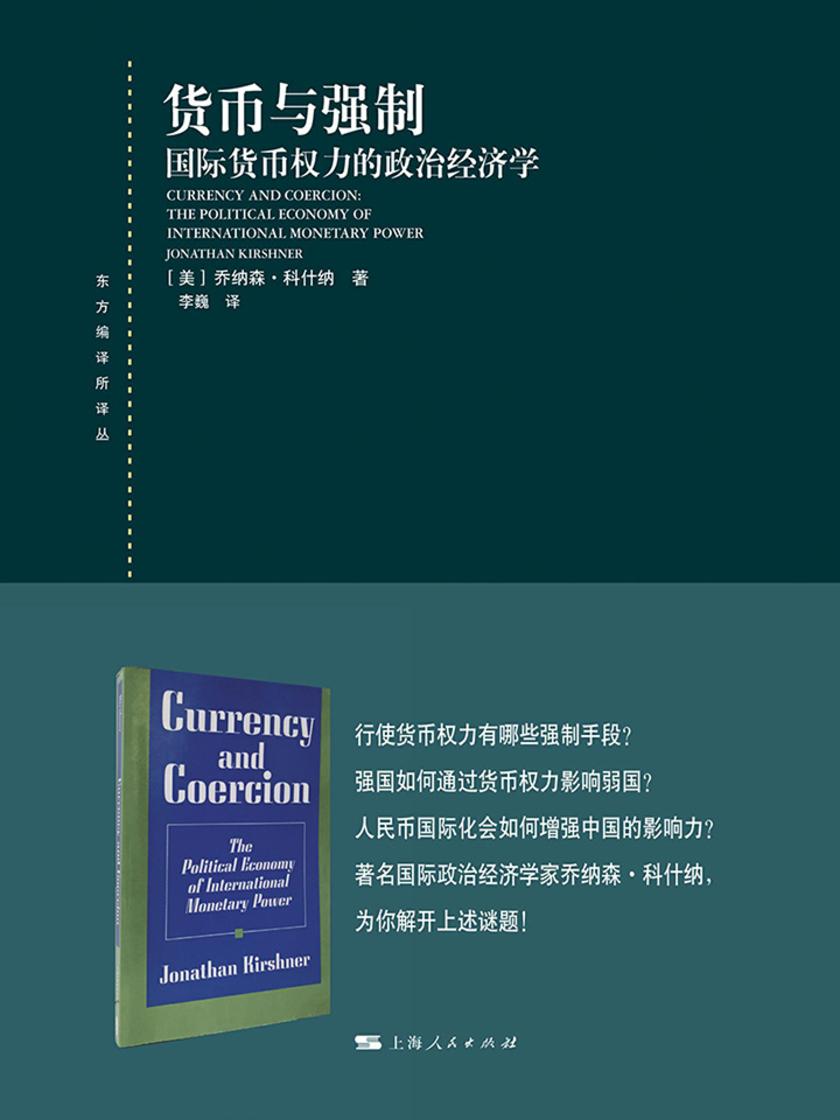 货币与强制
国际货币权力的政治经济学
CURRENCY AND COERCION:
THE POLITICAL ECONOMY OF
INTERNATIONAL MONETARY POWER
JONATHAN KIRSHNER
［美］乔纳森·科什纳 著
李巍 译
东方编译所译丛
Currency
and
Coercion
The
Political Economy
of International
Monetary Power
Jonathan Kirshner
行使货币权力有哪些强制手段？
强国如何通过货币权力影响弱国？
人民币国际化会如何增强中国的影响力？
著名国际政治经济学家乔纳森·科什纳，
为你解开上述谜题！
上海人民出版社